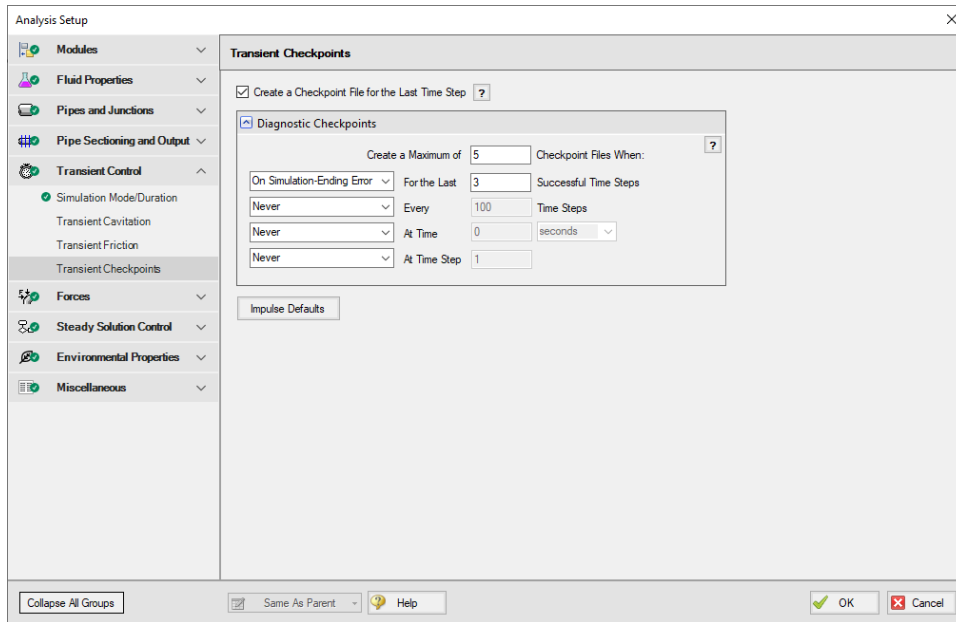 Analysis Setup
Modules
Fluid Properties
Pipes and Junctions
Pipe Sectioning and Output
Transient Control
Simulation Mode/Duration
Transient Cavitation
Transient Friction
Transient Checkpoints
Forces
Steady Solution Control
Environmental Properties
Miscellaneous
Transient Checkpoints
Create a Checkpoint File for the Last Time Step ?
Diagnostic Checkpoints
?
Create a Maximum of 5 Checkpoint Files When:
On Simulation-Ending Error For the Last 3 Successful Time Steps
Never Every 100 Time Steps
Never At Time 0 seconds
Never At Time Step 1
Impulse Defaults
Collapse All Groups
Same As Parent
Help
OK
Cancel